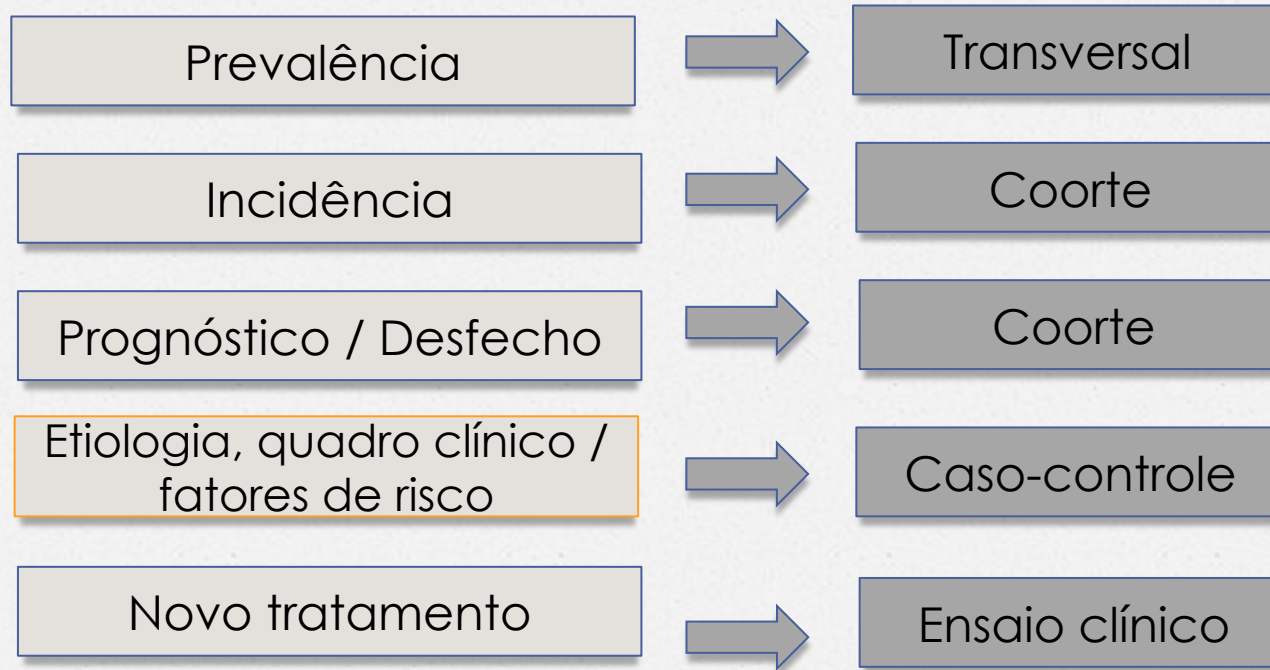 Prevalência
Transversal
Incidência
Coorte
Prognóstico / Desfecho
Coorte
Etiologia, quadro clínico /
fatores de risco
Caso-controle
Novo tratamento
Ensaio clínico